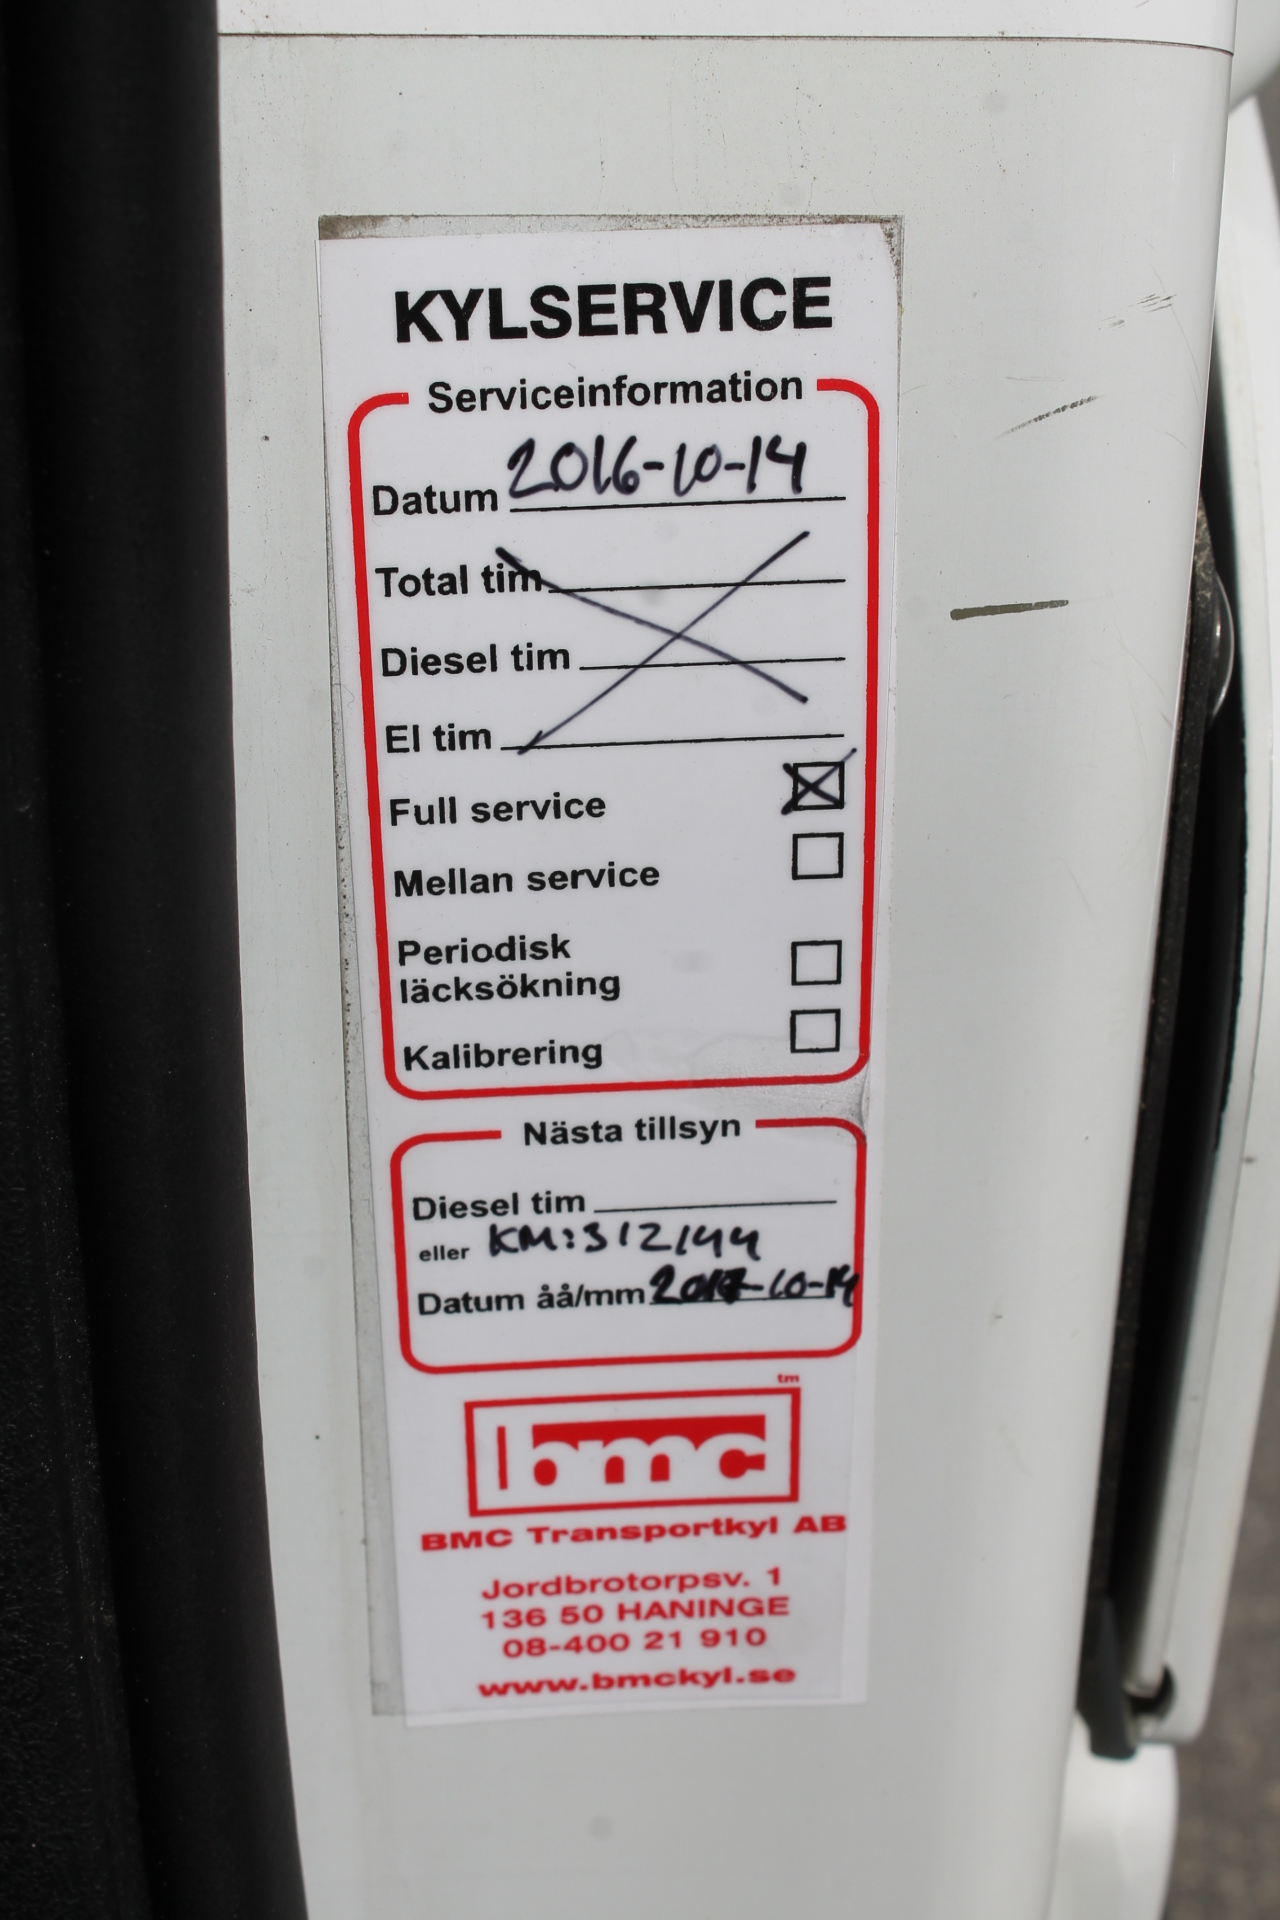 KYLSERVICE
Serviceinformation
Datum 2016-10-14
Total tim
Diesel tim
El tim
Full service
Mellan service
Periodisk
läcksökning
Kalibrering
Nästa tillsyn
Diesel tim
eller KM:312144
Datum åå/mm 2017-10-14
tm
bmc
BMC Transportkyl AB
Jordbrotorpsv. 1
136 50 HANINGE
08-400 21 910
www.bmckyl.se